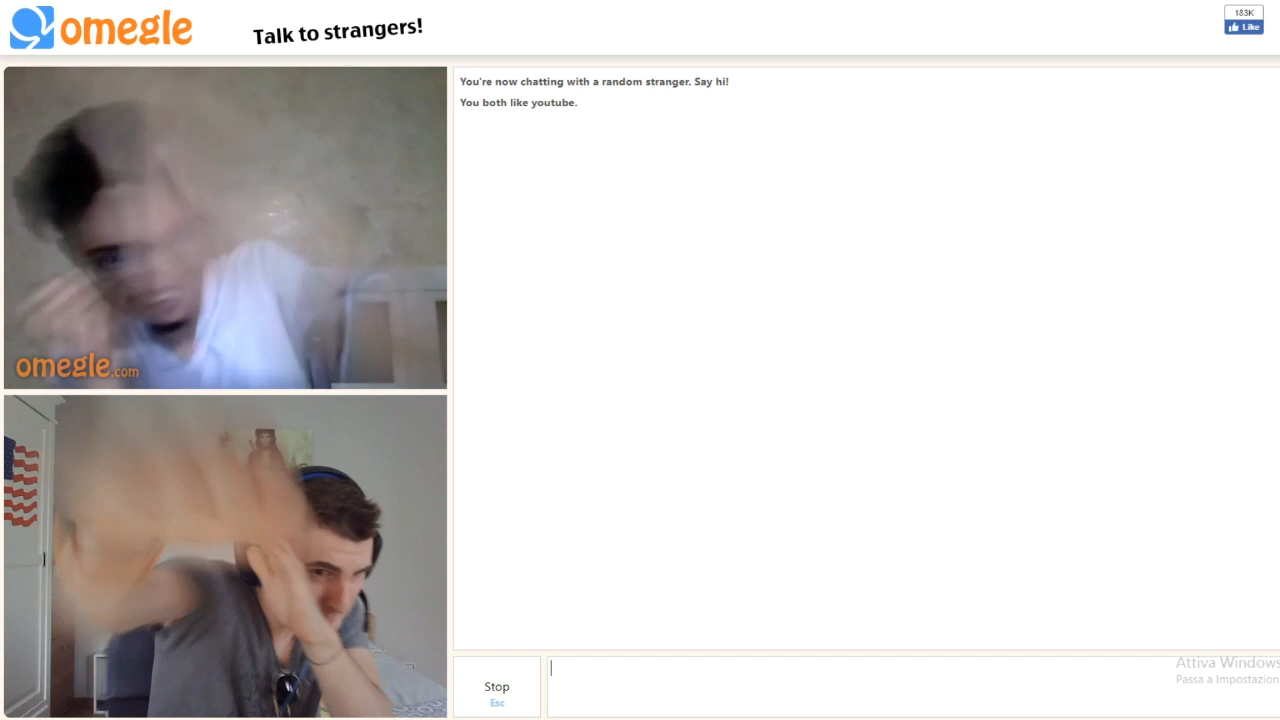 omegle
Talk to strangers!
183K
Like
You're now chatting with a random stranger. Say hi!
You both like youtube.
omegle.com
Stop
Esc
Attiva Windows
Passa a Impostazion